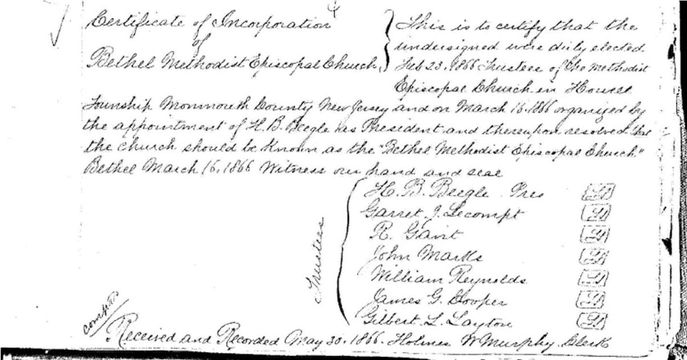 Certificate of Incorporation
of
Bethel Methodist Episcopal Church
This is to certify that the
undersigned were duly elected
Feb 23. 1866 Trustees of the Methodist
Episcopal Church in Howell
Township Monmouth County New Jersey and on March 16. 1866 organized by
the appointment of H. B. Beegle as President and thereupon resolved that
the church should be known as the "Bethel Methodist Episcopal Church"
Bethel March 16, 1866 Witness our hand and seal
Trustees
H. B. Beegle Pres
Garret J. Lecompt
R. Gant
John Marks
William Reynolds
James G. Cooper
Gilbert L. Layton
Received and Recorded May 30. 1866. Holmes W Murphy Clerk